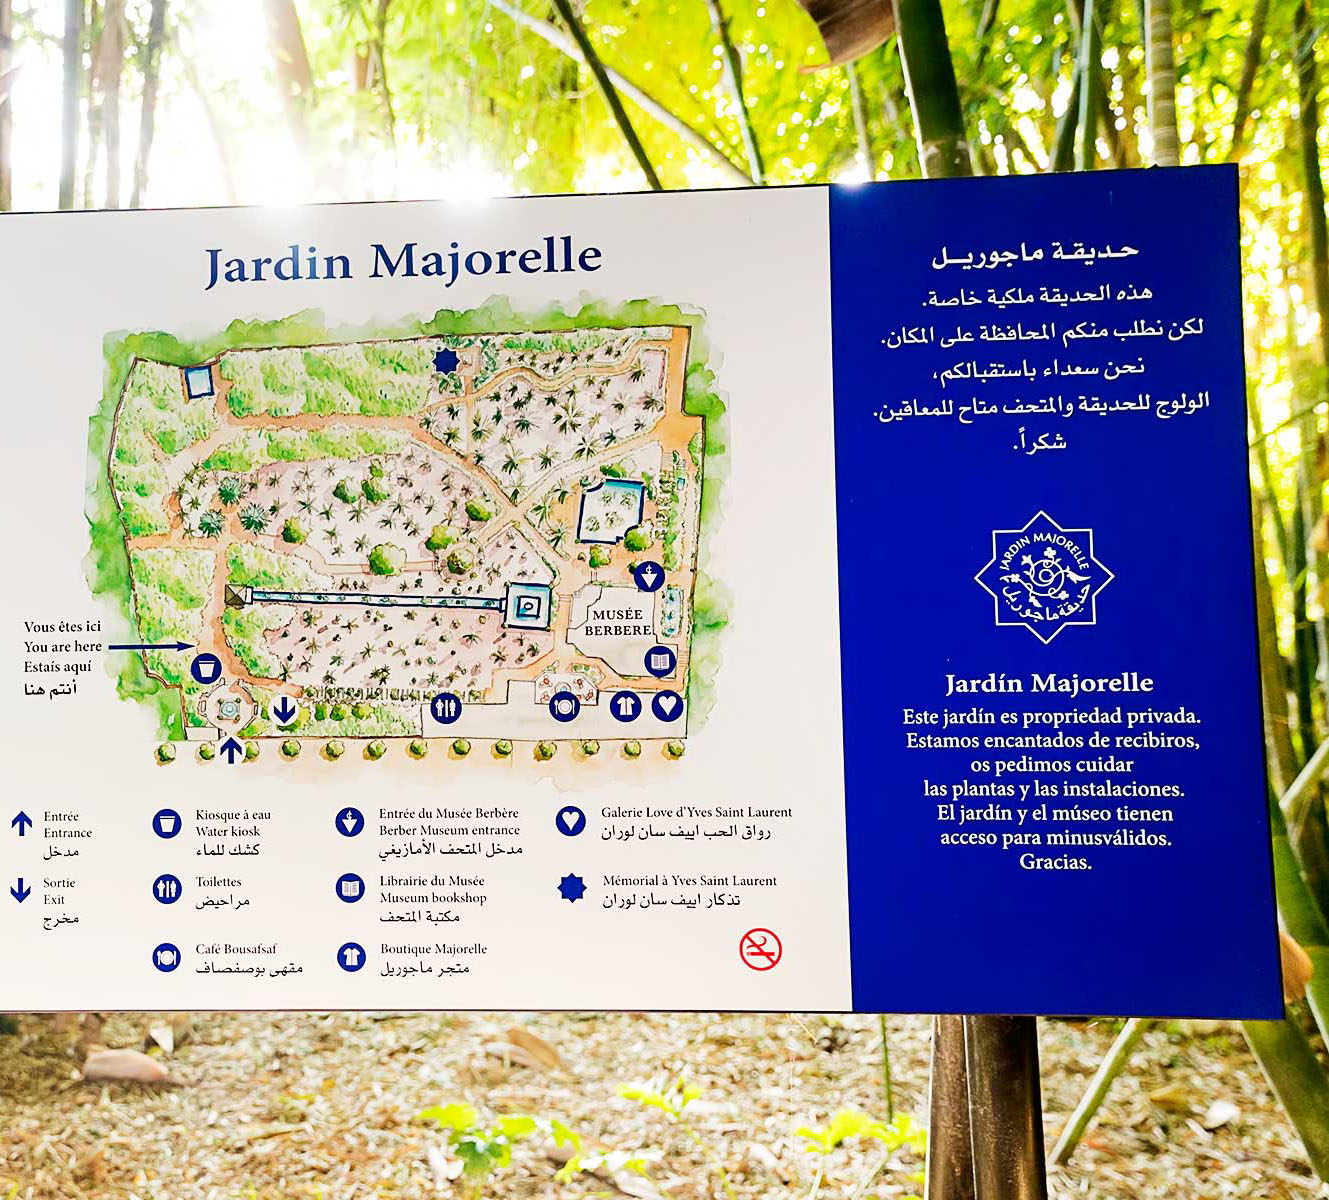 Jardin Majorelle
MUSÉE
BERBERE
Vous êtes ici
You are here
Estaís aquí
أنتم هنا
Entrée
Entrance
مدخل
Sortie
Exit
مخرج
Kiosque à eau
Water kiosk
كشك للماء
Toilettes
مراحيض
Café Bousafsaf
مقهى بوصفصاف
Entrée du Musée Berbère
Berber Museum entrance
مدخل المتحف الأمازيغي
Librairie du Musée
Museum bookshop
مكتبة المتحف
Boutique Majorelle
متجر ماجوريل
Galerie Love d'Yves Saint Laurent
رواق الحب اييف سان لوران
Mémorial à Yves Saint Laurent
تذكار اييف سان لوران
حديقة ماجوريل
هذه الحديقة ملكية خاصة.
لكن نطلب منكم المحافظة على المكان.
نحن سعداء باستقبالكم،
الولوج للحديقة والمتحف متاح للمعاقين.
شكراً.
JARDIN MAJORELLE
حديقة ماجوريل
Jardín Majorelle
Este jardín es propriedad privada.
Estamos encantados de recibiros,
os pedimos cuidar
las plantas y las instalaciones.
El jardín y el múseo tienen
acceso para minusválidos.
Gracias.